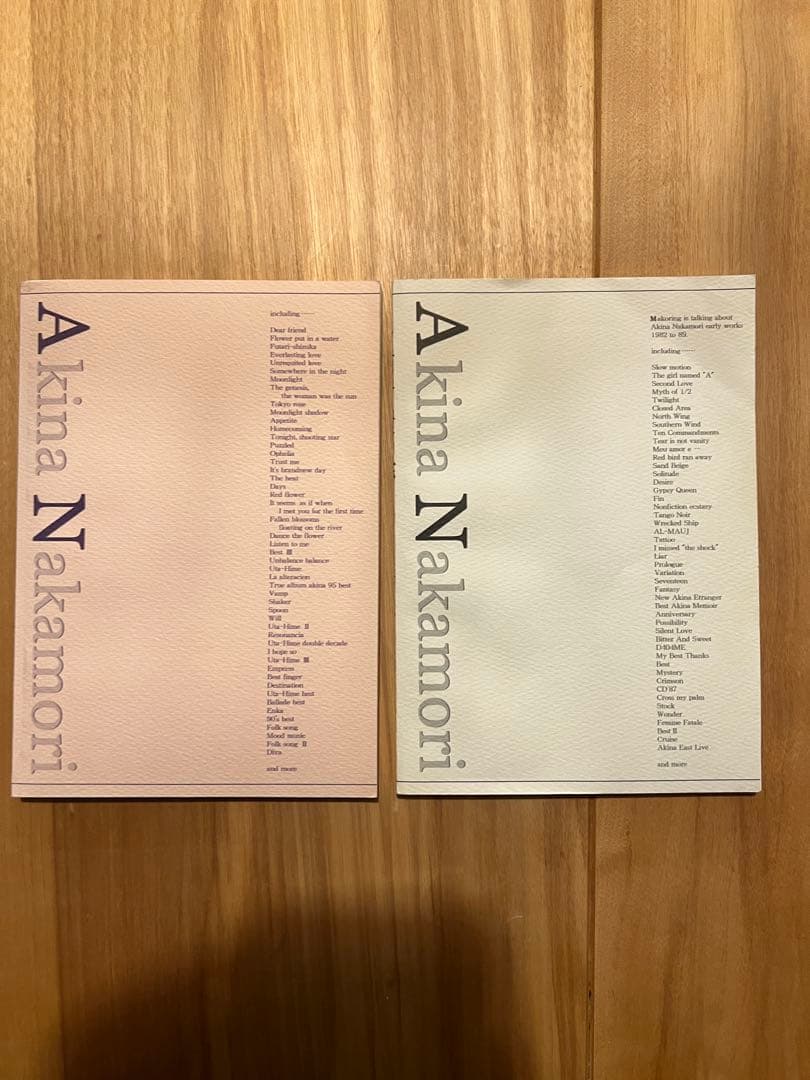 Akina Nakamori
including……
Dear friend
Flower put in a water
Futari-shizuka
Everlasting love
Unrequited love
Somewhere in the night
Moonlight
The genesis,
the woman was the sun
Tokyo rose
Moonlight shadow
Appetite
Homecoming
Tonight, shooting star
Puzzled
Ophelia
Trust me
It's brandnew day
The heat
Days
Red flower
It seems as if when
I met you for the first time
Fallen blossoms
floating on the river
Dance the flower
Listen to me
Best Ⅲ
Unbalance balance
Uta-Hime
La alteracion
True album akina 95 best
Vamp
Shaker
Spoon
Will
Uta-Hime Ⅱ
Resonancia
Uta-Hime double decade
I hope so
Uta-Hime Ⅲ
Empress
Best finger
Destination
Uta-Hime best
Ballade best
Enka
90's best
Folk song
Mood music
Folk song Ⅱ
Diva
and more
Akina Nakamori
Makoring is talking about
Akina Nakamori early works
1982 to 89.
including……
Slow motion
The girl named "A"
Second Love
Myth of 1/2
Twilight
Closed Area
North Wing
Southern Wind
Ten Commandments
Tear is not vanity
Meu amor e …
Red bird ran away
Sand Beige
Solitude
Desire
Gypsy Queen
Fin
Nonfiction ecstasy
Tango Noir
Wrecked Ship
AL-MAUJ
Tattoo
I missed "the shock"
Liar
Prologue
Variation
Seventeen
Fantasy
New Akina Etranger
Best Akina Memoir
Anniversary
Possibility
Silent Love
Bitter And Sweet
D404ME
My Best Thanks
Best
Mystery
Crimson
CD'87
Cross my palm
Stock
Wonder
Femme Fatale
Best Ⅱ
Cruise
Akina East Live
and more